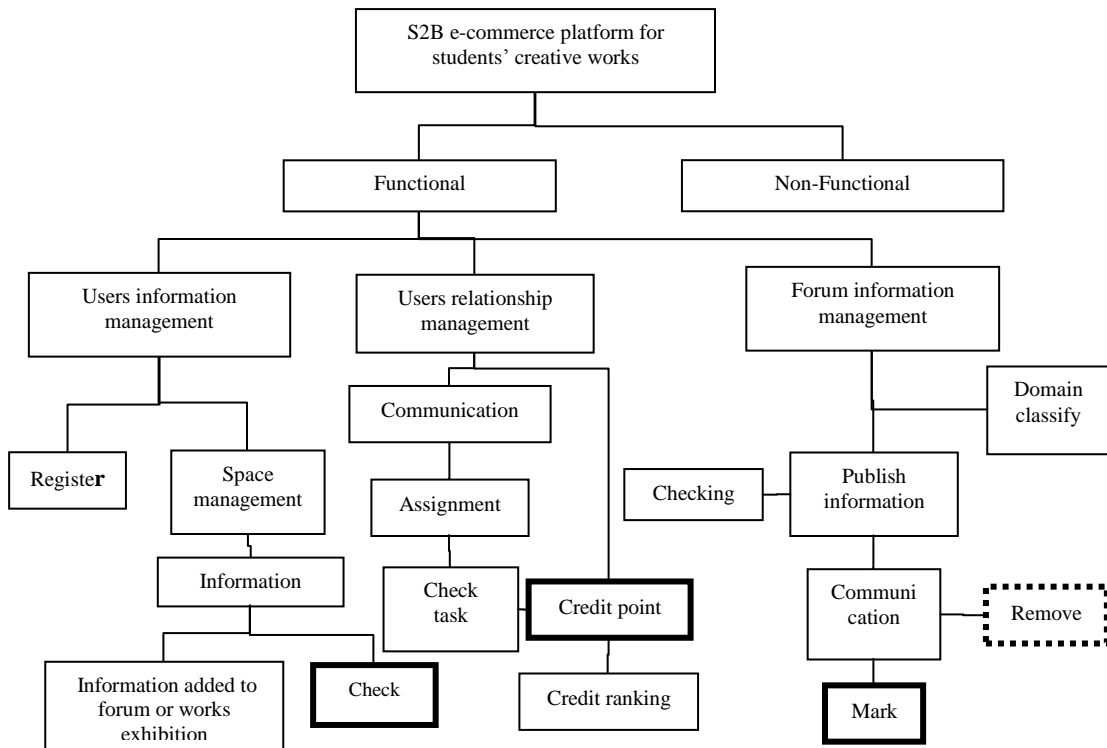 S2B e-commerce platform for
students’ creative works
Functional
Non-Functional
Users information
management
Users relationship
management
Forum information
management
Domain
classify
Communication
Register
Space
management
Checking
Publish
information
Assignment
Information
Check
task
Credit point
Communi
cation
Remove
Information added to
forum or works
exhibition
Check
Credit ranking
Mark